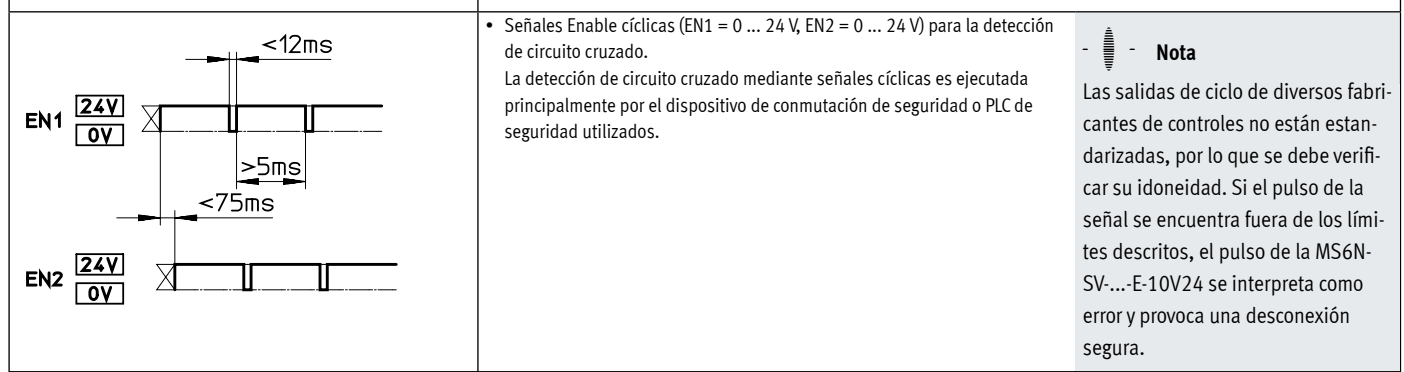 <12ms
EN1 24V
0V
>5ms
<75ms
EN2 24V
0V
• Señales Enable cíclicas (EN1 = 0 ... 24 V, EN2 = 0 ... 24 V) para la detección
de circuito cruzado.
La detección de circuito cruzado mediante señales cíclicas es ejecutada
principalmente por el dispositivo de conmutación de seguridad o PLC de
seguridad utilizados.
Nota
Las salidas de ciclo de diversos fabri-
cantes de controles no están estan-
darizadas, por lo que se debe verifi-
car su idoneidad. Si el pulso de la
señal se encuentra fuera de los lími-
tes descritos, el pulso de la MS6N-
SV-...-E-10V24 se interpreta como
error y provoca una desconexión
segura.